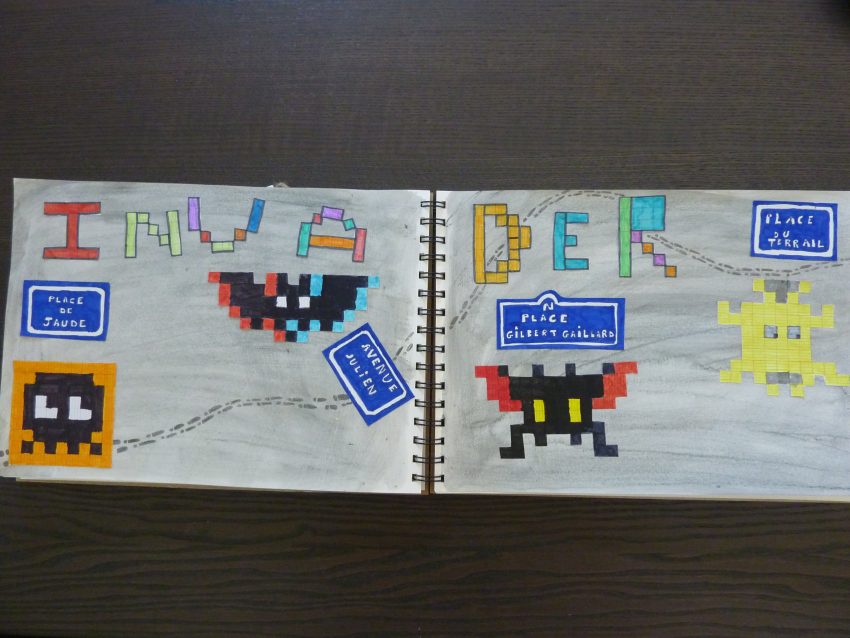 INVADER
PLACE
DE
JAUDE
AVENUE
JULIEN
N
PLACE
GILBERT GAILLARD
PLACE
DU
TERRAIL